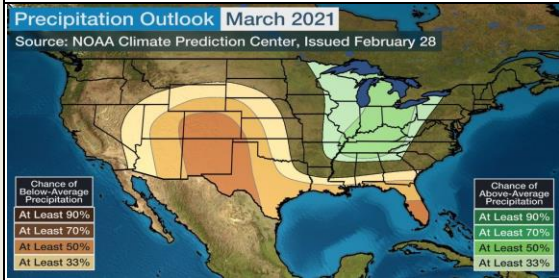 Precipitation Outlook March 2021
Source: NOAA Climate Prediction Center, Issued February 28
Chance of
Below-Average
Precipitation
At Least 90%
At Least 70%
At Least 50%
At Least 33%
Chance of
Above-Average
Precipitation
At Least 90%
At Least 70%
At Least 50%
At Least 33%